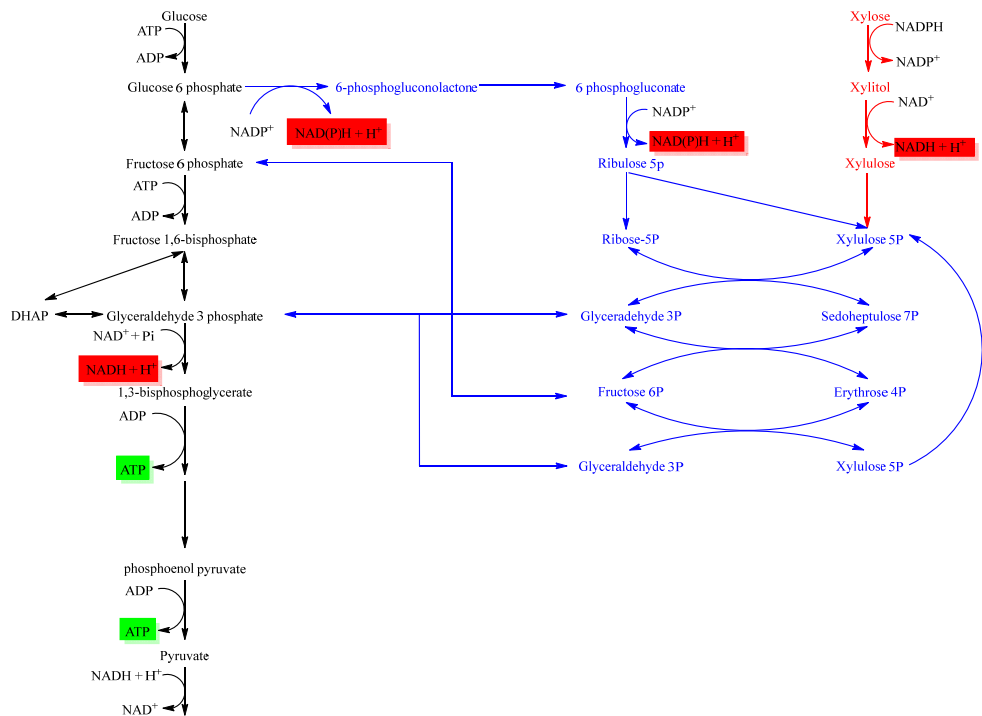 Glucose
ATP
ADP
Glucose 6 phosphate
NADP+
NAD(P)H + H+
6-phosphogluconolactone
6 phosphogluconate
NADP+
NAD(P)H + H+
Ribulose 5p
Xylose
NADPH
NADP+
Xylitol
NAD+
NADH + H+
Xylulose
Fructose 6 phosphate
ATP
ADP
Fructose 1,6-bisphosphate
Ribose-5P
Xylulose 5P
DHAP
Glyceraldehyde 3 phosphate
Glyceradehyde 3P
Sedoheptulose 7P
NAD+ + Pi
NADH + H+
1,3-bisphosphoglycerate
Fructose 6P
Erythrose 4P
ADP
ATP
Glyceraldehyde 3P
Xylulose 5P
phosphoenol pyruvate
ADP
ATP
Pyruvate
NADH + H+
NAD+